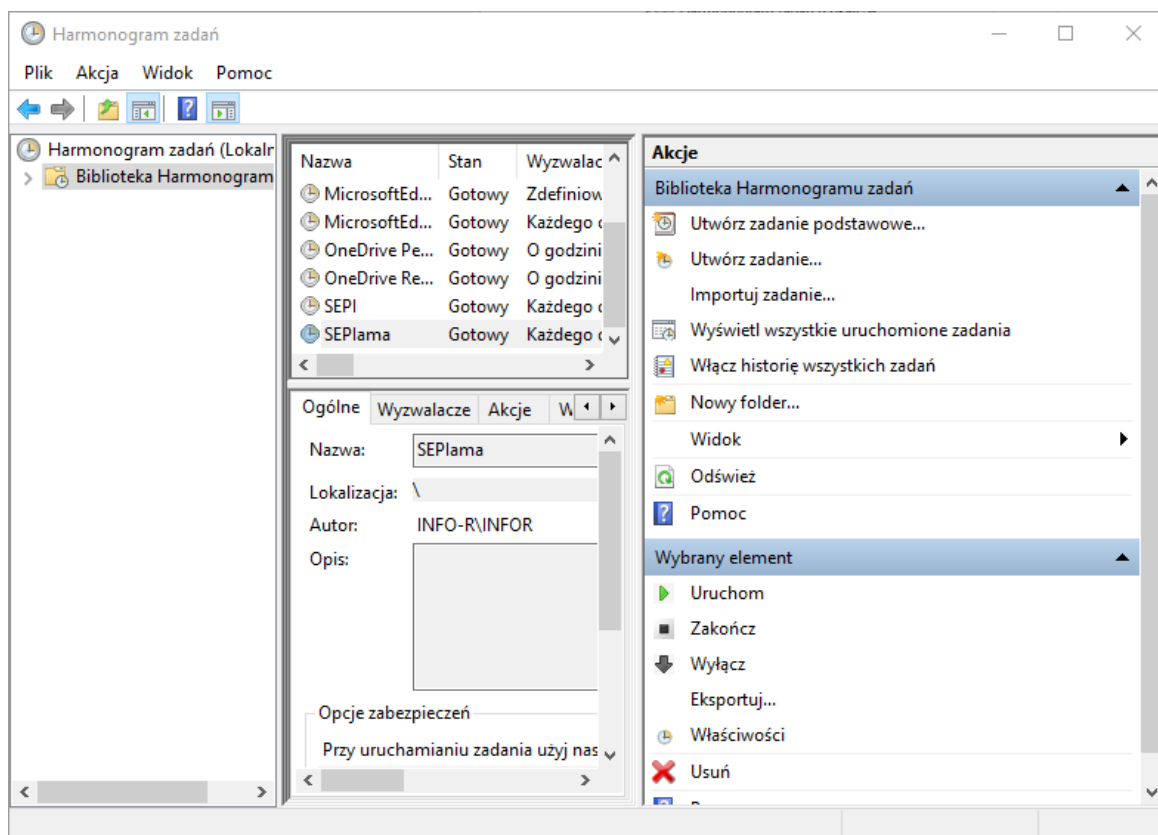 Harmonogram zadań
Plik Akcja Widok Pomoc
Harmonogram zadań (Lokaln
Biblioteka Harmonogram
Nazwa Stan Wyzwalac
MicrosoftEd... Gotowy Zdefiniow
MicrosoftEd... Gotowy Każdego d
OneDrive Pe... Gotowy O godzini
OneDrive Re... Gotowy O godzini
SEPI Gotowy Każdego d
SEPIama Gotowy Każdego d
Ogólne Wyzwalacze Akcje W
Nazwa: SEPIama
Lokalizacja: \
Autor: INFO-R\INFOR
Opis:
Opcje zabezpieczeń
Przy uruchamianiu zadania użyj nas
Akcje
Biblioteka Harmonogramu zadań
Utwórz zadanie podstawowe...
Utwórz zadanie...
Importuj zadanie...
Wyświetl wszystkie uruchomione zadania
Włącz historię wszystkich zadań
Nowy folder...
Widok
Odśwież
Pomoc
Wybrany element
Uruchom
Zakończ
Wyłącz
Eksportuj...
Właściwości
Usuń